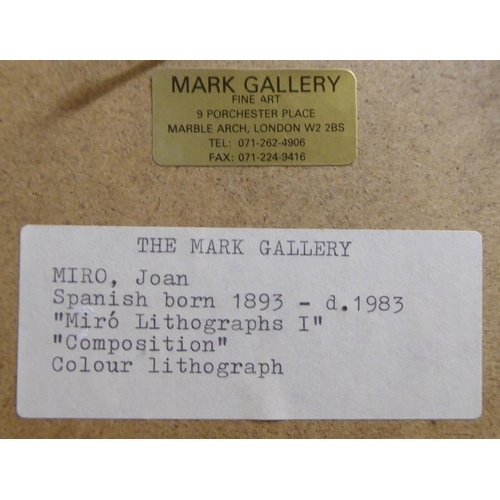 MARK GALLERY
FINE ART
9 PORCHESTER PLACE
MARBLE ARCH, LONDON W2 2BS
TEL: 071-262-4906
FAX: 071-224-9416
THE MARK GALLERY
MIRO, Joan
Spanish born 1893 - d.1983
"Miró Lithographs I"
"Composition"
Colour lithograph